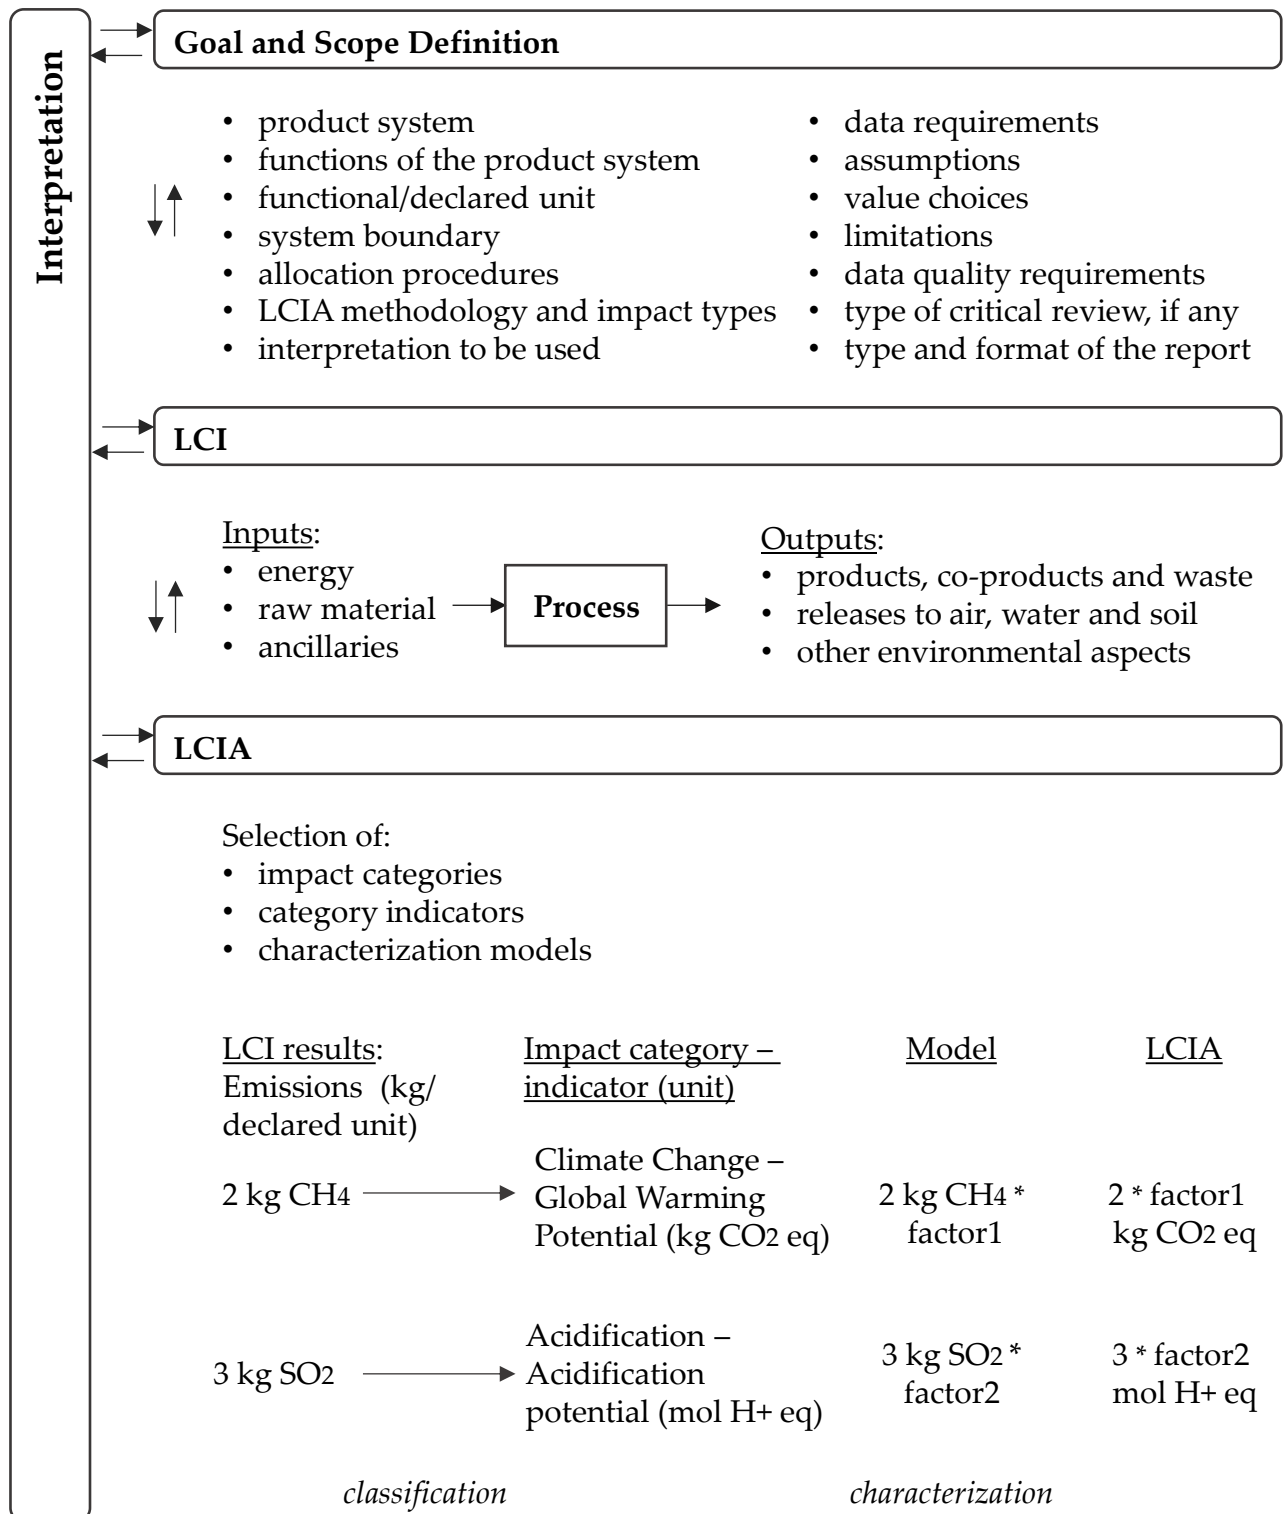 Interpretation
Goal and Scope Definition
• product system
• functions of the product system
• functional/declared unit
• system boundary
• allocation procedures
• LCIA methodology and impact types
• interpretation to be used
• data requirements
• assumptions
• value choices
• limitations
• data quality requirements
• type of critical review, if any
• type and format of the report
LCI
Inputs:
• energy
• raw material
• ancillaries
Process
Outputs:
• products, co-products and waste
• releases to air, water and soil
• other environmental aspects
LCIA
Selection of:
• impact categories
• category indicators
• characterization models
LCI results:
Emissions (kg/
declared unit)
Impact category –
indicator (unit)
Model
LCIA
2 kg CH4
Climate Change –
Global Warming
Potential (kg CO2 eq)
2 kg CH4 *
factor1
2 * factor1
kg CO2 eq
3 kg SO2
Acidification –
Acidification
potential (mol H+ eq)
3 kg SO2 *
factor2
3 * factor2
mol H+ eq
classification
characterization